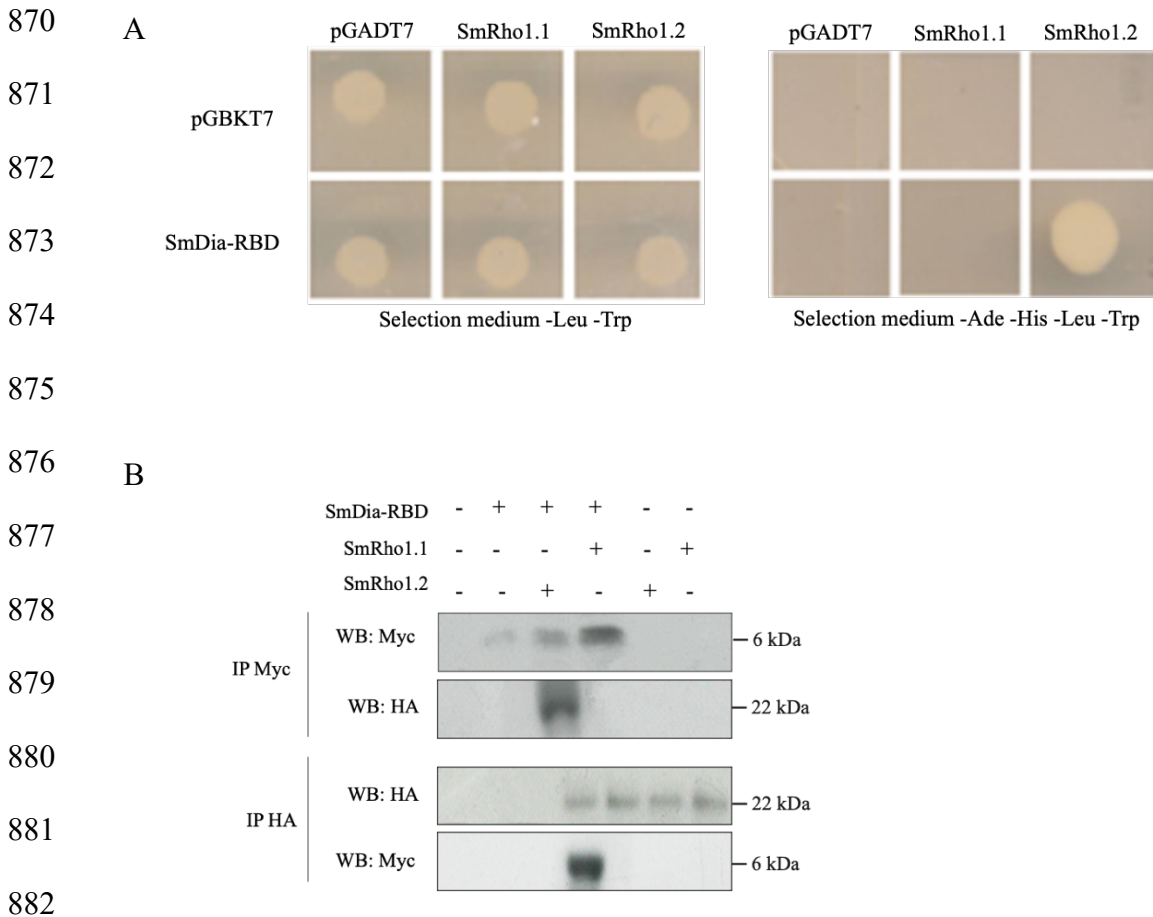 870
A
pGADT7 SmRho1.1 SmRho1.2 pGADT7 SmRho1.1 SmRho1.2
871
pGBKT7
872
873
SmDia-RBD
874
Selection medium -Leu -Trp Selection medium -Ade -His -Leu -Trp
875
876
B
SmDia-RBD - + + + - -
877
SmRho1.1 - - - + - +
SmRho1.2 - - + - + -
878
WB: Myc 6 kDa
879
IP Myc
WB: HA 22 kDa
880
WB: HA 22 kDa
881
IP HA
WB: Myc 6 kDa
882